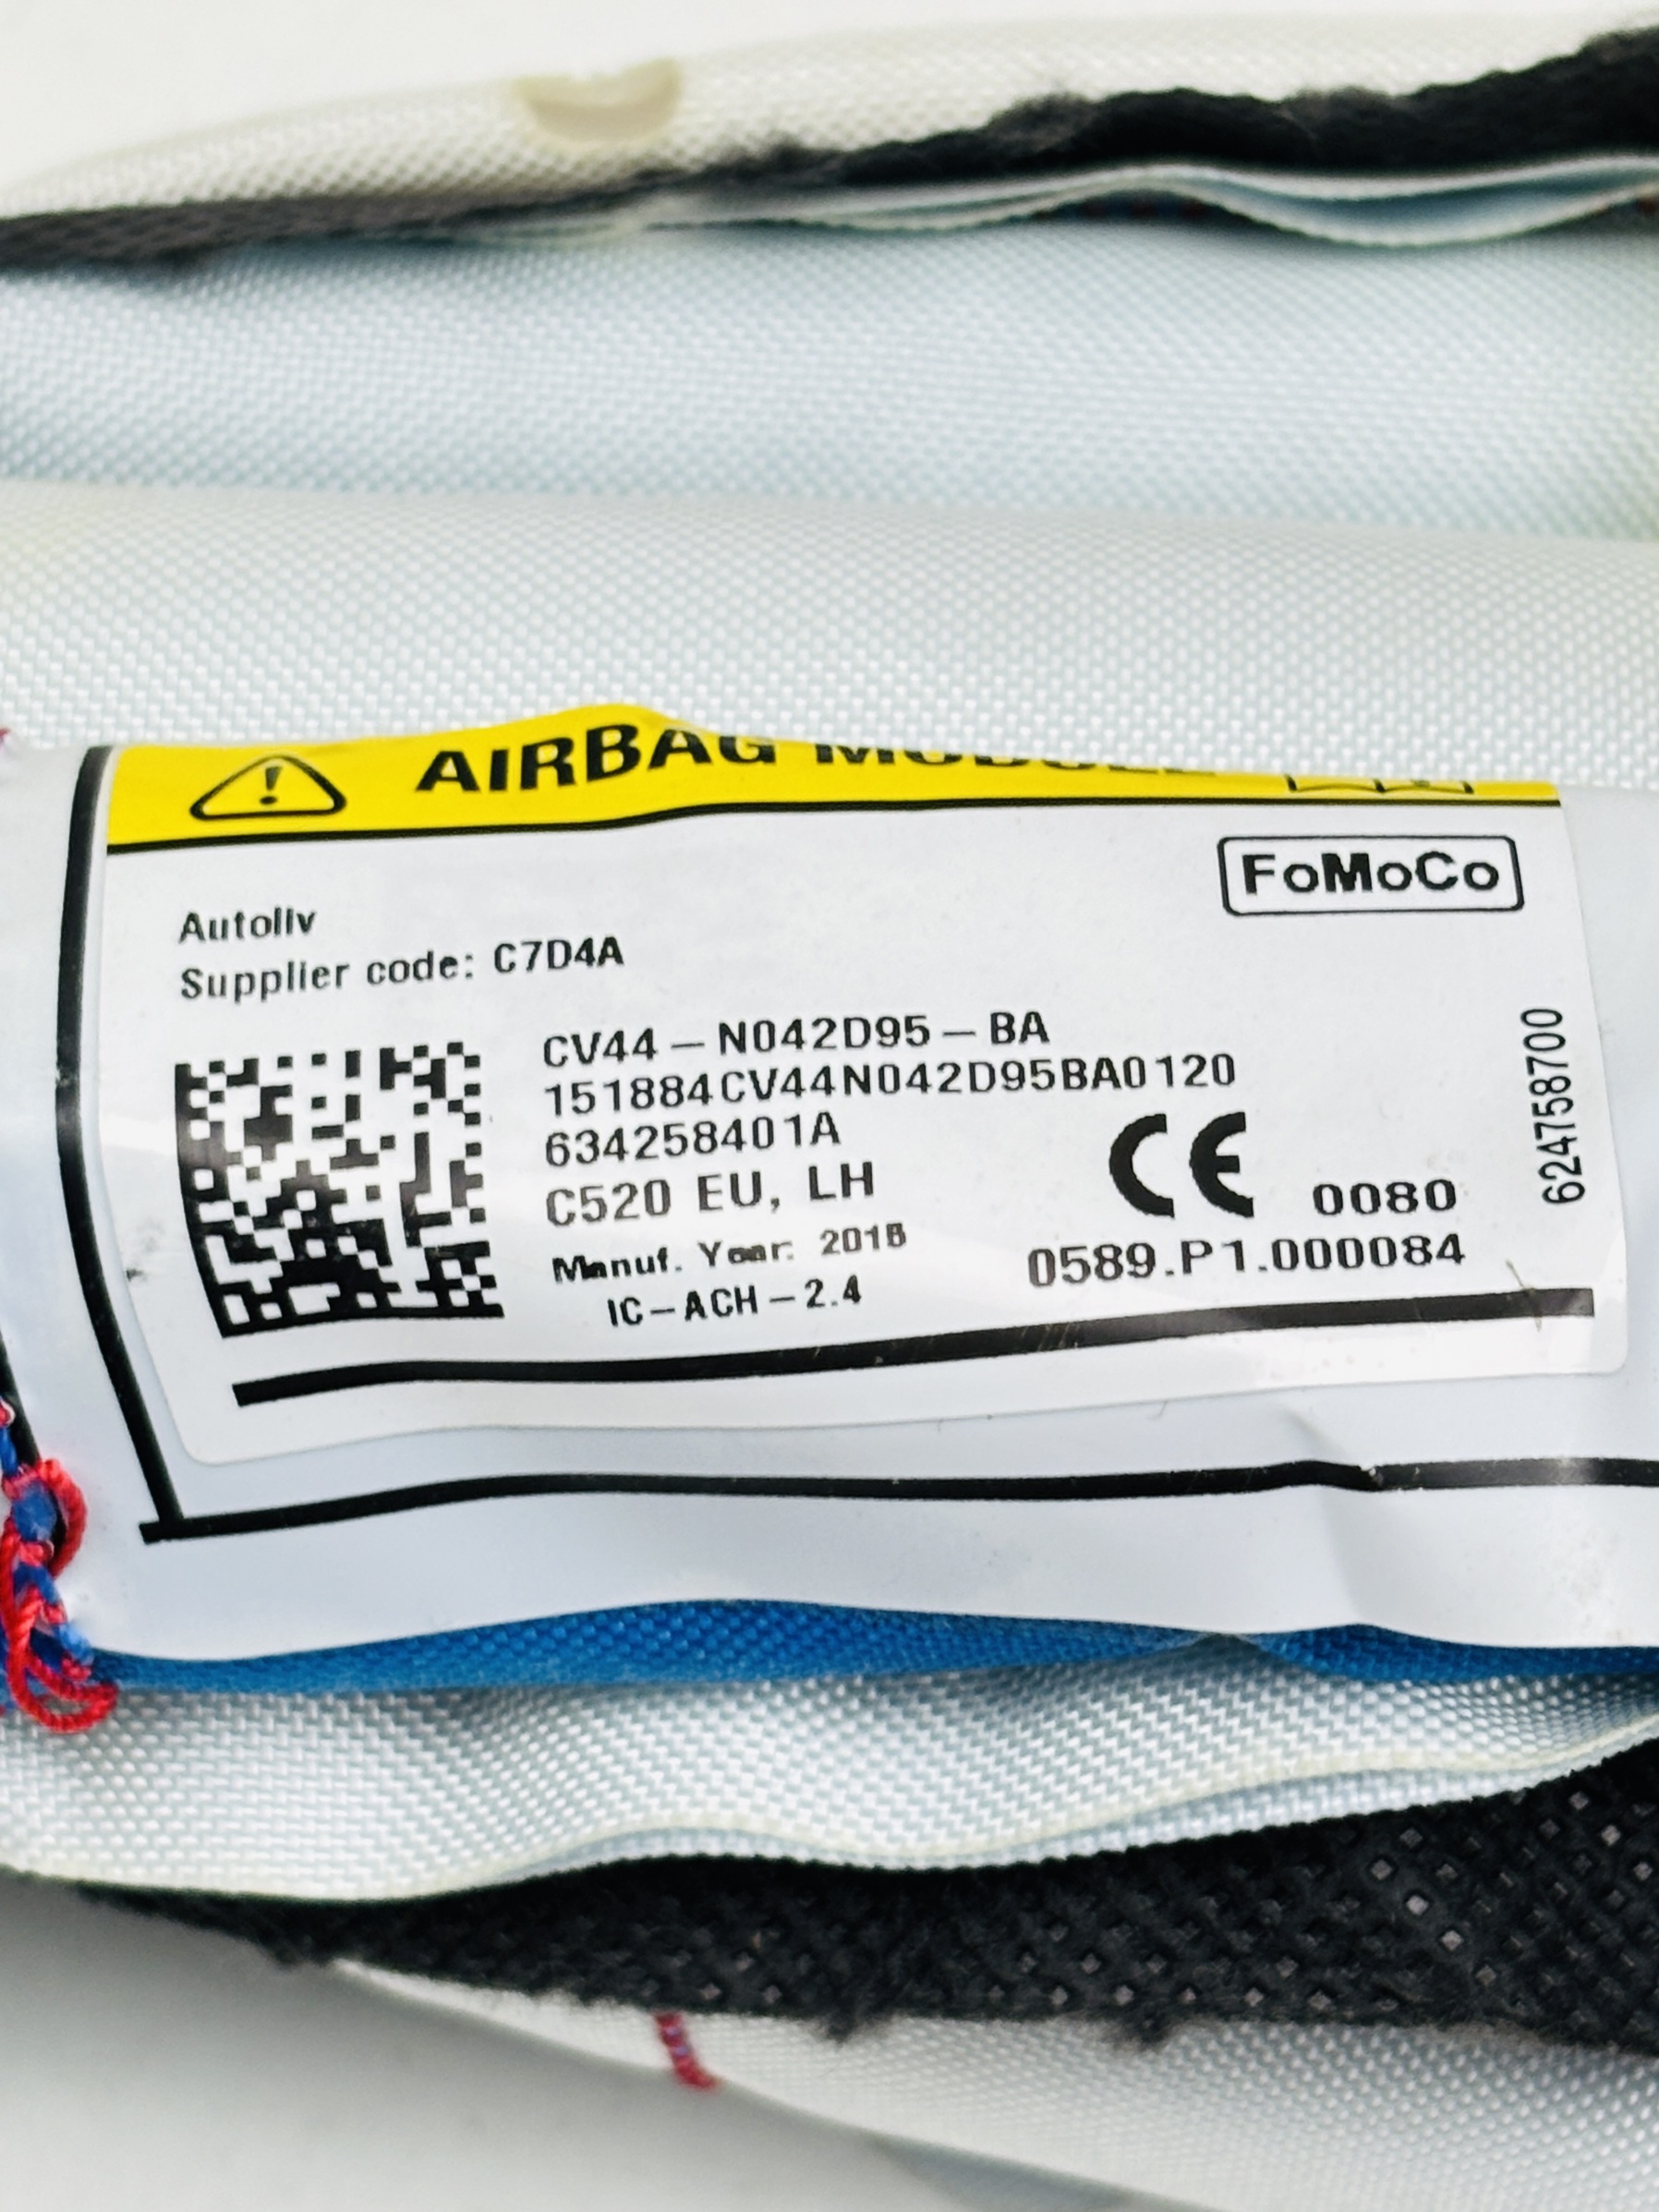 AIRBAG MODULE
FoMoCo
Autoliv
Supplier code: C7D4A
CV44-N042D95-BA
151884CV44N042D95BA0120
634258401A
C520 EU, LH
Manuf. Year: 2018
IC-ACH-2.4
CE 0080
0589.P1.000084
624758700